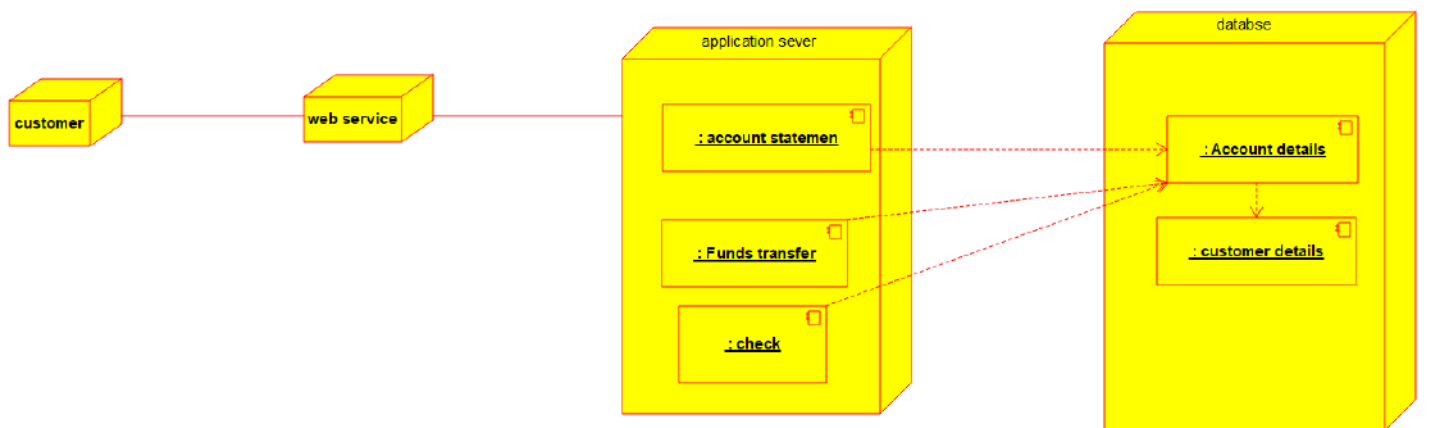 customer
web service
application sever
: account statemen
: Funds transfer
: check
databse
: Account details
: customer details